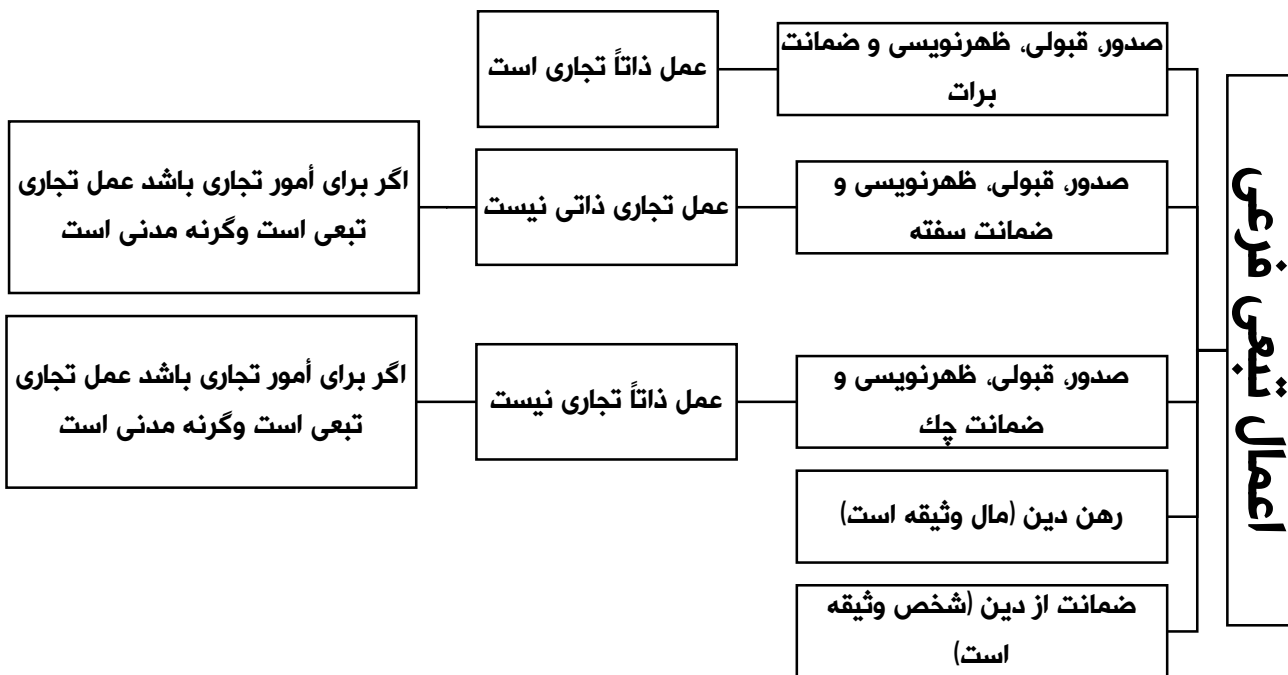 اعمال تبعی فرعی
صدور، قبولی، ظهرنویسی و ضمانت
برات
عمل ذاتاً تجاری است
صدور، قبولی، ظهرنویسی و
ضمانت سفته
عمل تجاری ذاتی نیست
اگر برای أمور تجاری باشد عمل تجاری
تبعی است وگرنه مدنی است
صدور، قبولی، ظهرنویسی و
ضمانت چك
عمل ذاتاً تجاری نیست
اگر برای أمور تجاری باشد عمل تجاری
تبعی است وگرنه مدنی است
رهن دین (مال وثیقه است)
ضمانت از دین (شخص وثیقه
است)